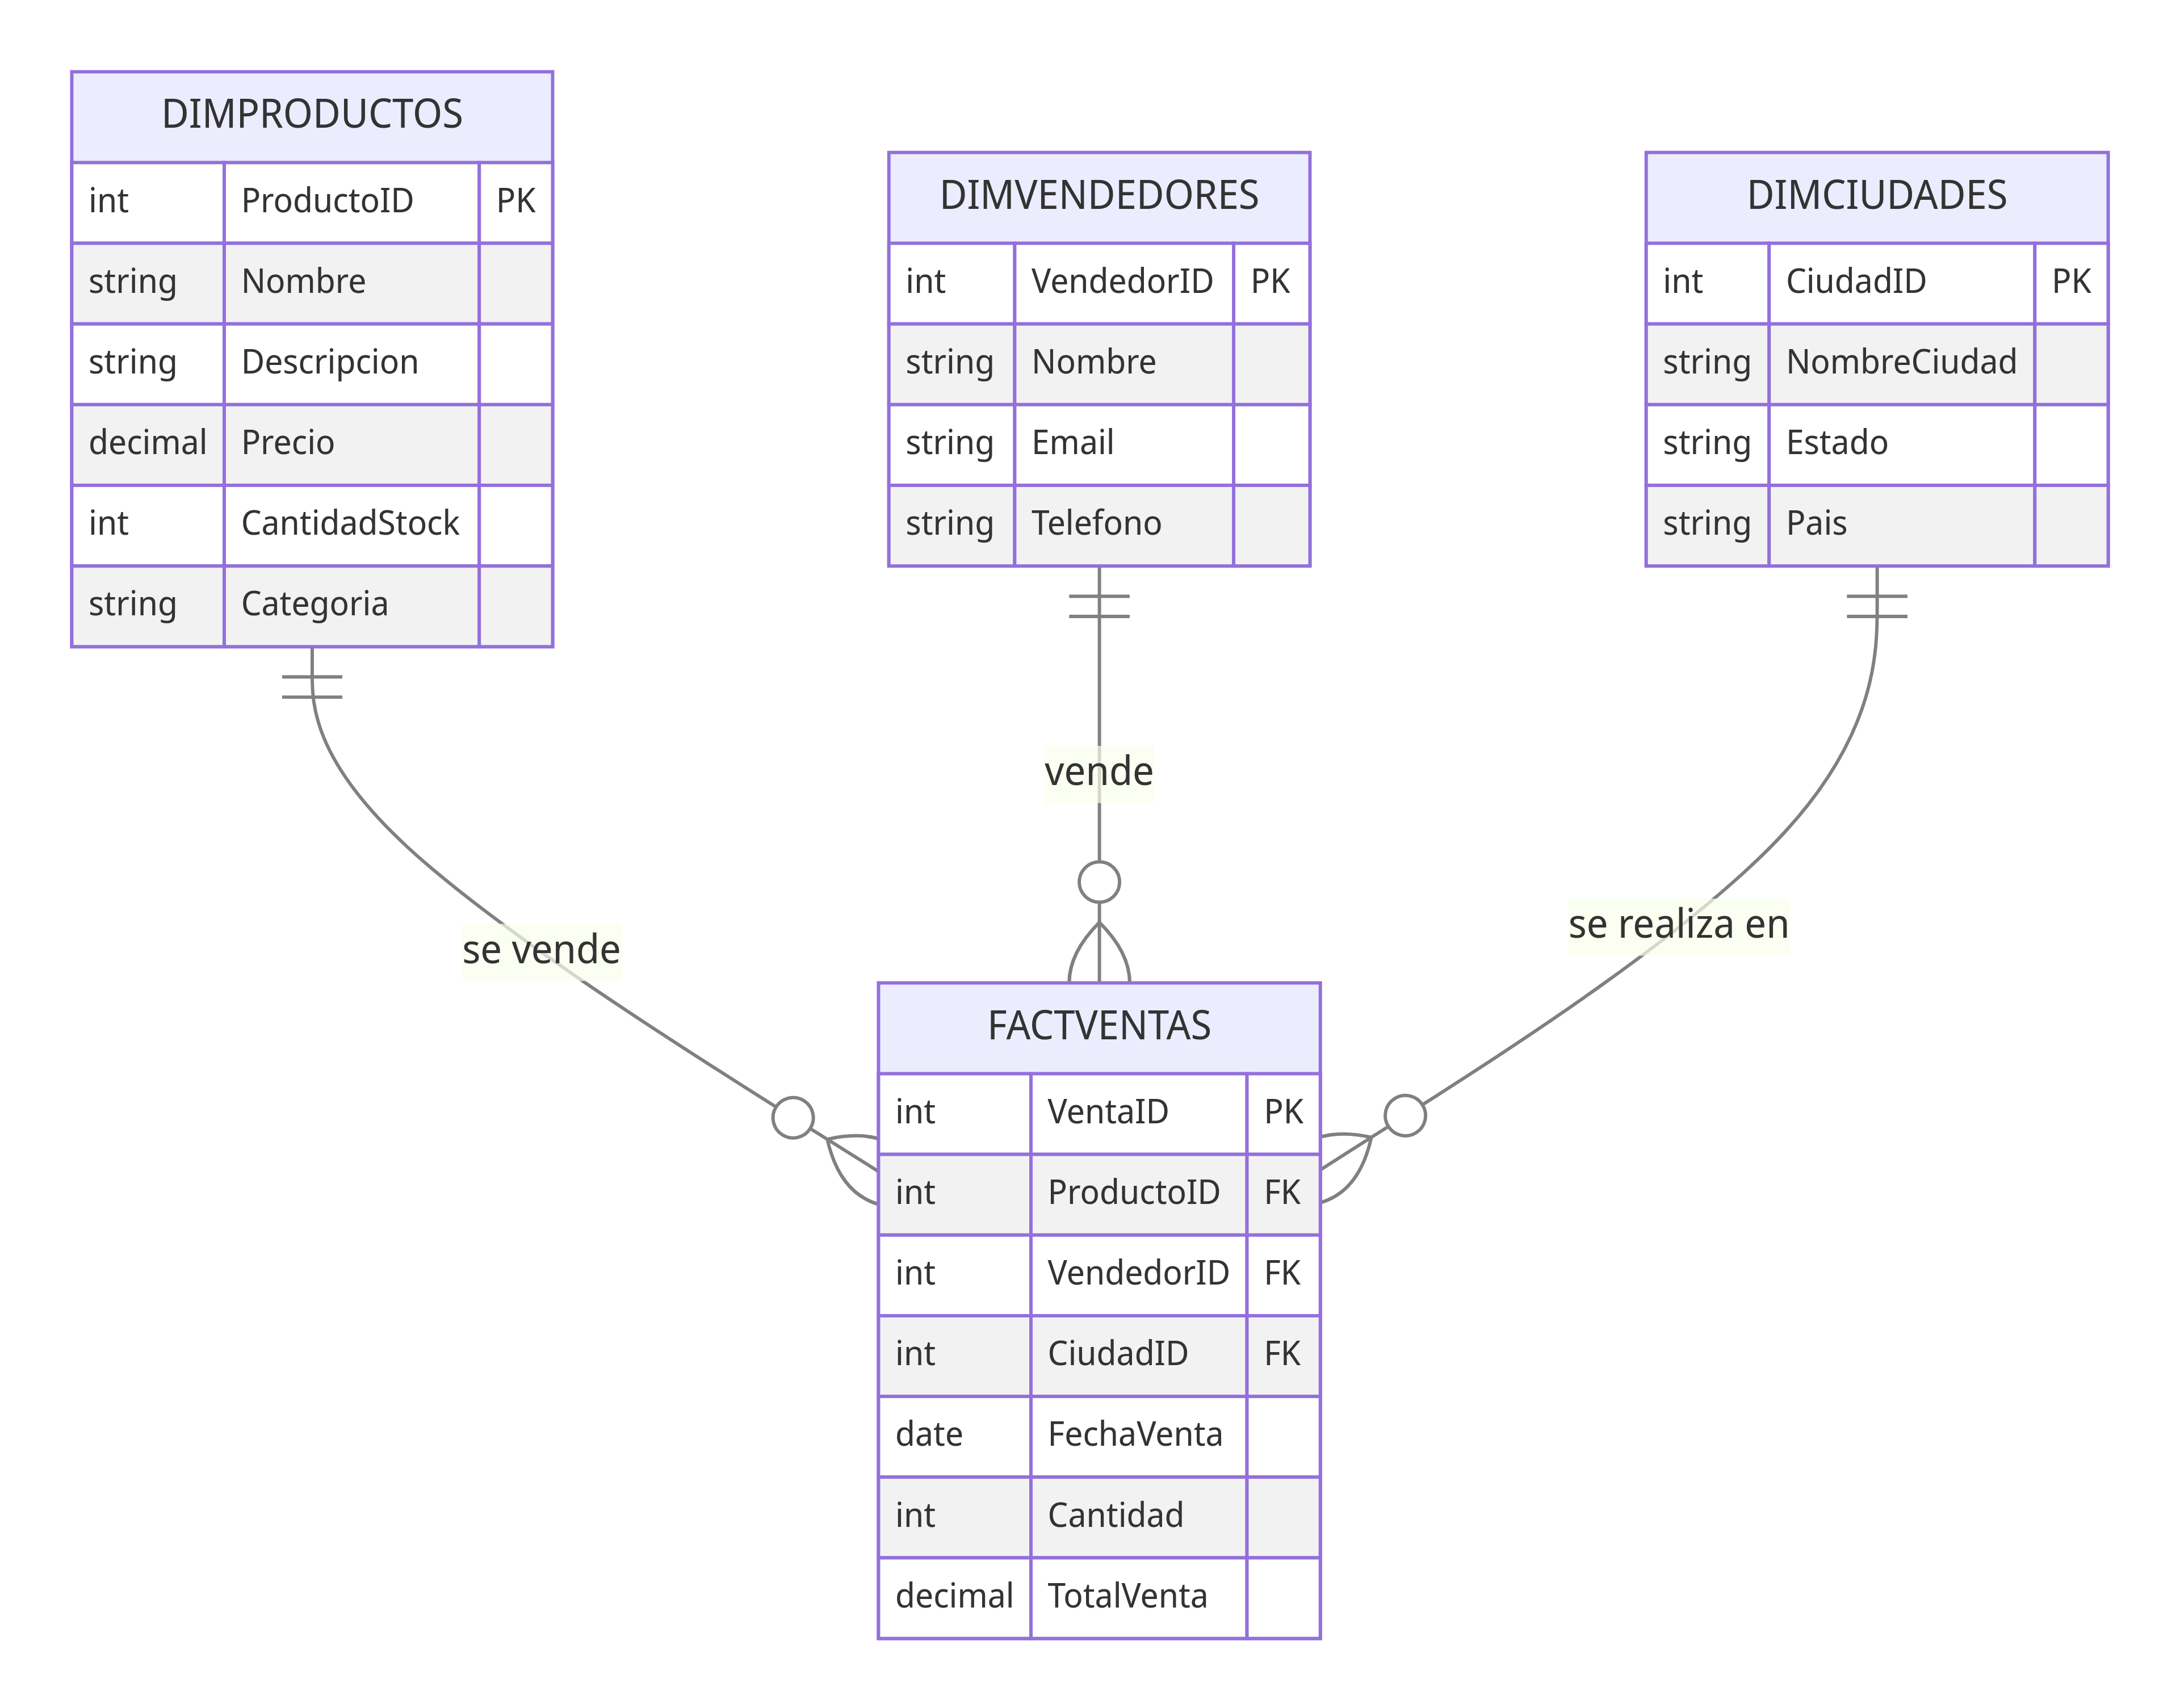 DIMPRODUCTOS
int ProductoID PK
string Nombre
string Descripcion
decimal Precio
int CantidadStock
string Categoria
DIMVENDEDORES
int VendedorID PK
string Nombre
string Email
string Telefono
DIMCIUDADES
int CiudadID PK
string NombreCiudad
string Estado
string Pais
se vende
vende
se realiza en
FACTVENTAS
int VentaID PK
int ProductoID FK
int VendedorID FK
int CiudadID FK
date FechaVenta
int Cantidad
decimal TotalVenta